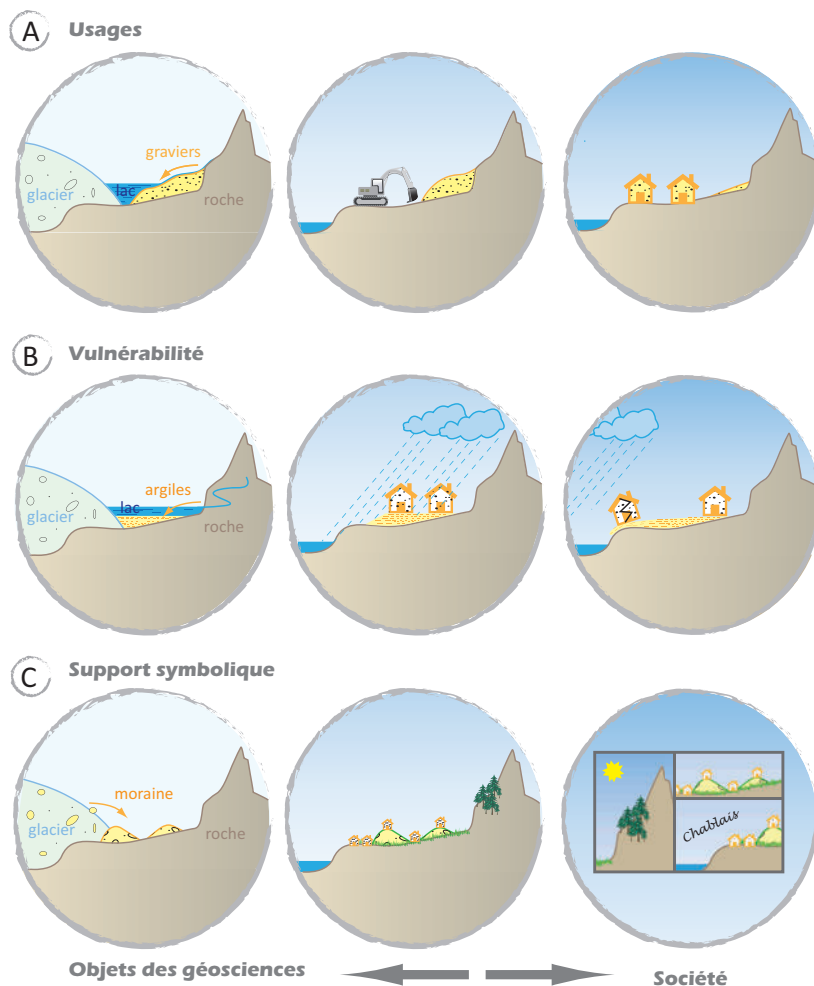 A Usages
graviers
glacier
lac
roche
B Vulnérabilité
argiles
lac
glacier
roche
C Support symbolique
moraine
glacier
roche
Chablais
Objets des géosciences
Société